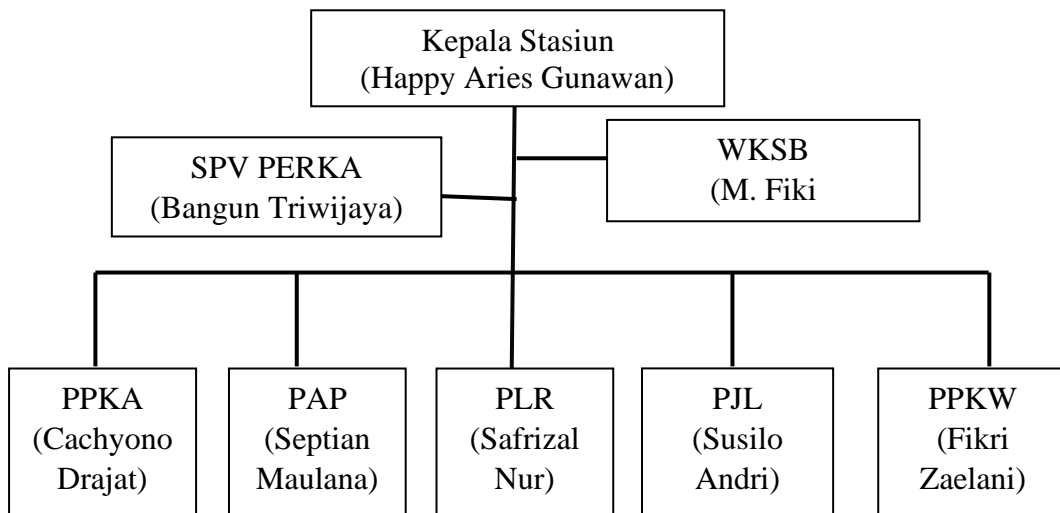 Kepala Stasiun
(Happy Aries Gunawan)
WKSB
(M. Fiki
SPV PERKA
(Bangun Triwijaya)
PPKA
(Cachyono
Drajat)
PAP
(Septian
Maulana)
PLR
(Safrizal
Nur)
PJL
(Susilo
Andri)
PPKW
(Fikri
Zaelani)